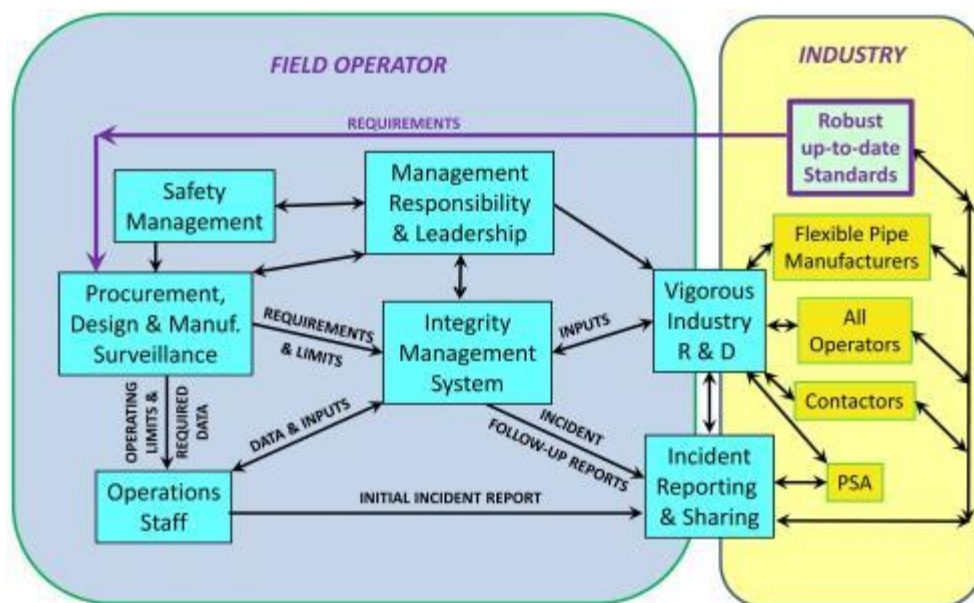 FIELD OPERATOR
INDUSTRY
REQUIREMENTS
Robust
up-to-date
Standards
Safety
Management
Management
Responsibility
& Leadership
Flexible Pipe
Manufacturers
Procurement,
Design & Manuf.
Surveillance
REQUIREMENTS
& LIMITS
Integrity
Management
System
INPUTS
Vigorous
Industry
R & D
All
Operators
Contactors
OPERATING
LIMITS &
REQUIRED
DATA
DATA & INPUTS
INCIDENT
FOLLOW-UP REPORTS
Operations
Staff
INITIAL INCIDENT REPORT
Incident
Reporting
& Sharing
PSA